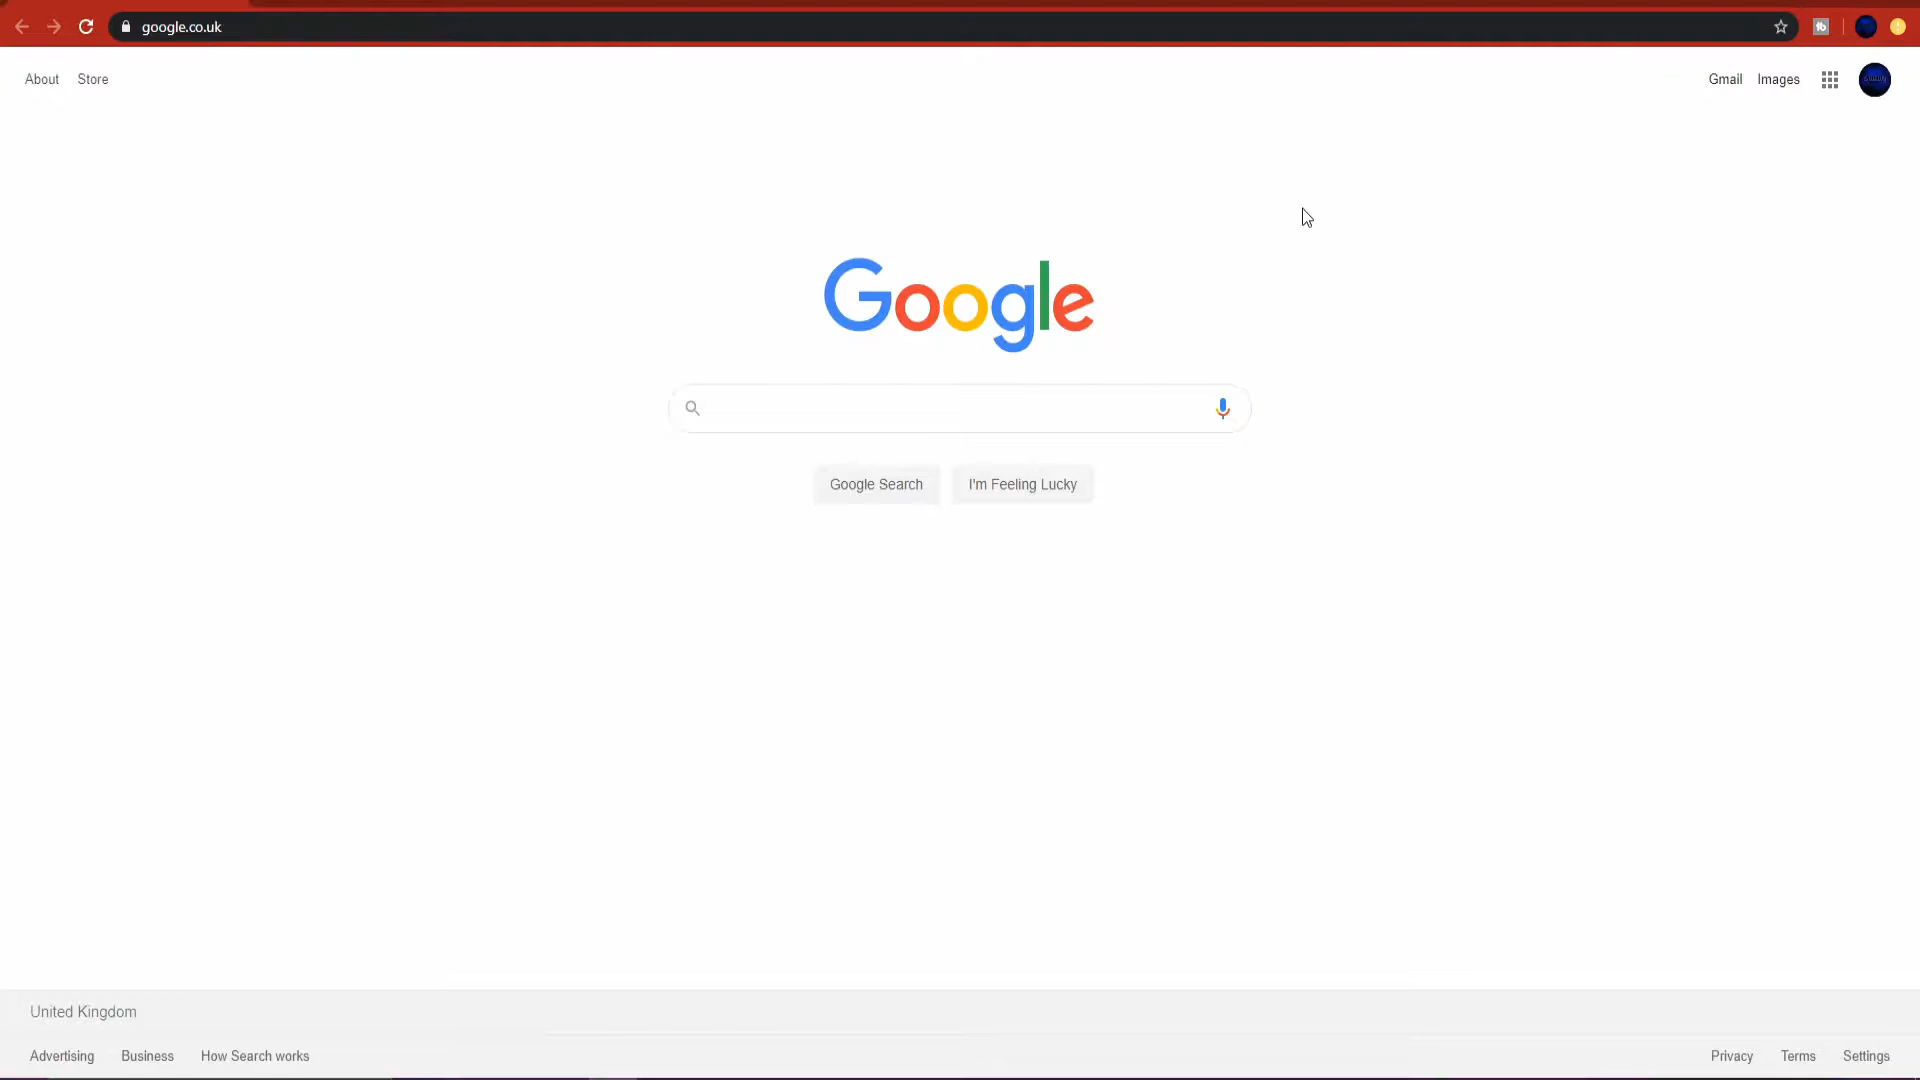 google.co.uk
About Store
Gmail Images
Google
Google Search I'm Feeling Lucky
United Kingdom
Advertising Business How Search works
Privacy Terms Settings